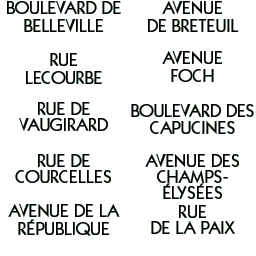 BOULEVARD DE
BELLEVILLE
AVENUE
DE BRETEUIL
RUE
LECOURBE
AVENUE
FOCH
RUE DE
VAUGIRARD
BOULEVARD DES
CAPUCINES
RUE DE
COURCELLES
AVENUE DES
CHAMPS-
ÉLYSÉES
AVENUE DE LA
RÉPUBLIQUE
RUE
DE LA PAIX